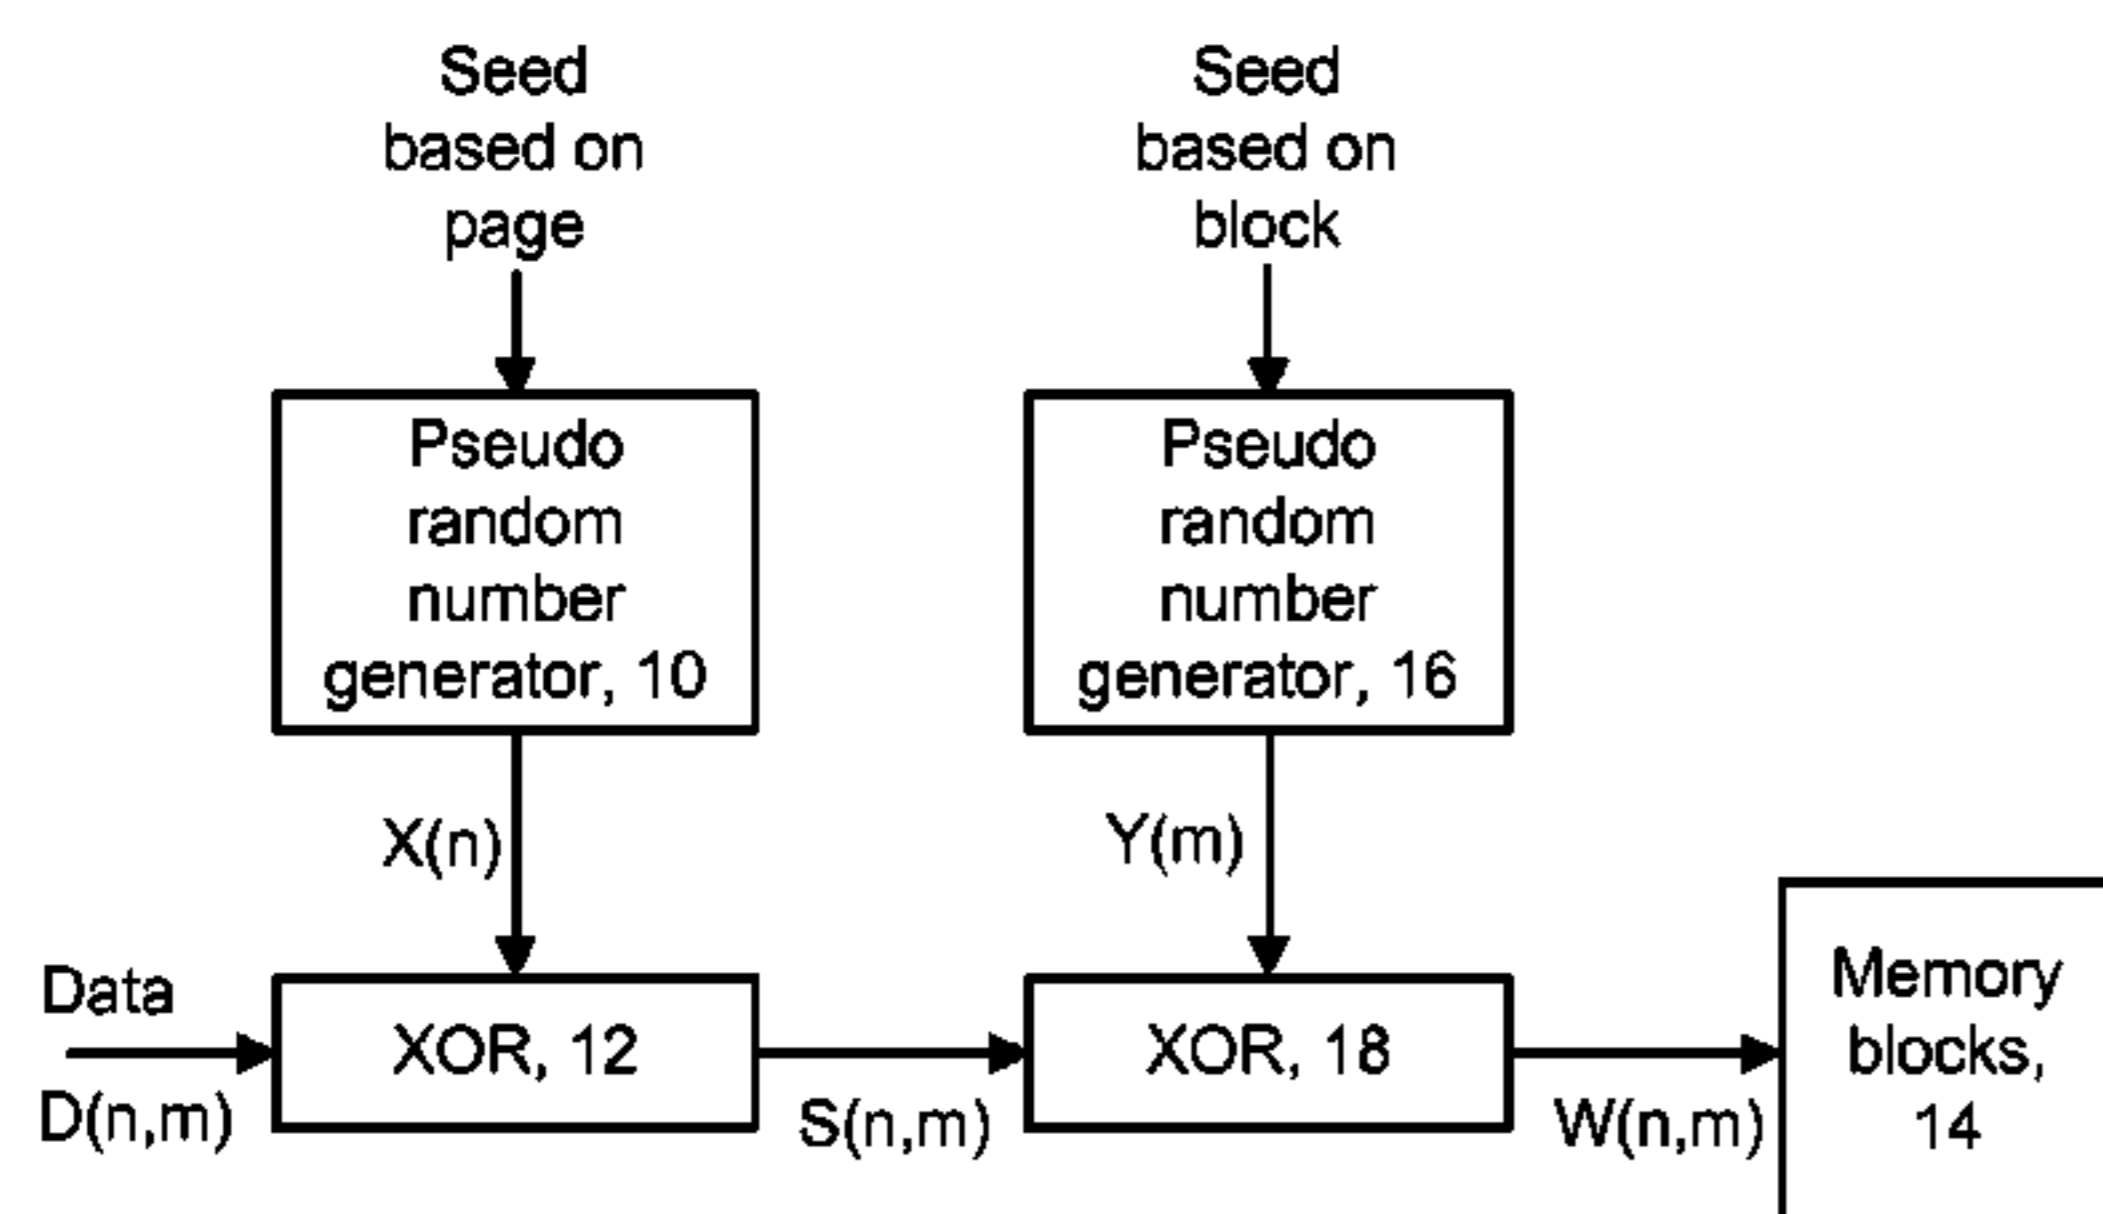 Seed
based on
page
Seed
based on
block
Pseudo
random
number
generator, 10
Pseudo
random
number
generator, 16
X(n)
Y(m)
Data
D(n,m)
XOR, 12
S(n,m)
XOR, 18
W(n,m)
Memory
blocks,
14